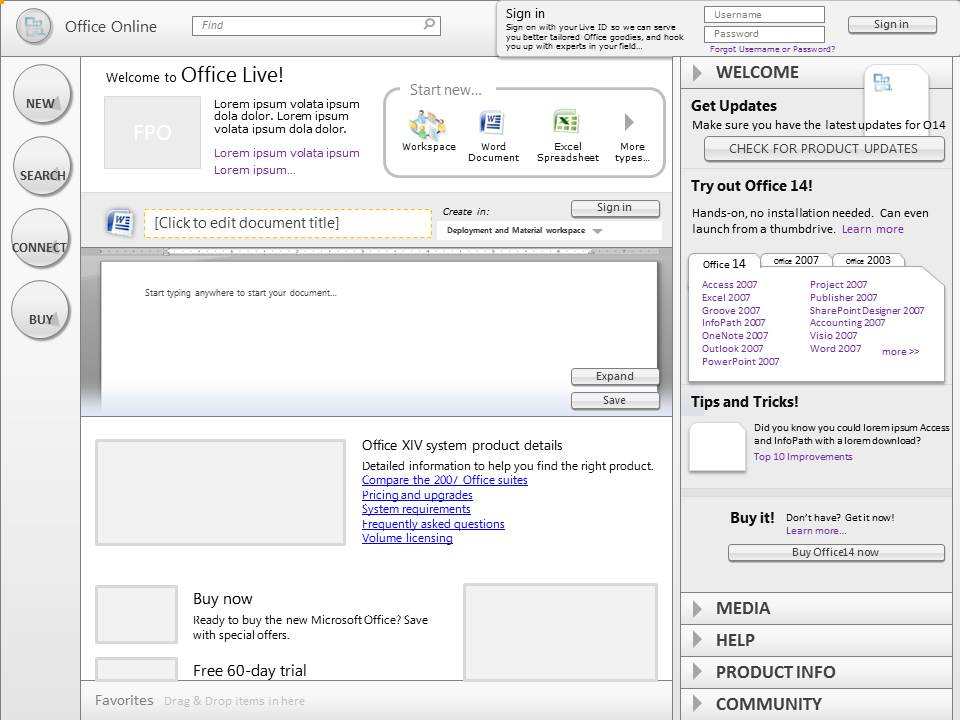 Office Online
Find
Sign in
Sign on with your Live ID so we can serve
you better tailored Office goodies, and hook
you up with experts in your field...
Username
Password
Forgot Username or Password?
Sign in
NEW
SEARCH
CONNECT
BUY
Welcome to Office Live!
FPO
Lorem ipsum volata ipsum
dola dolor. Lorem ipsum
volatta ipsum dola dolor.
Lorem ipsum volata ipsum
Lorem ipsum...
Start new...
Workspace
Word
Document
Excel
Spreadsheet
More
types...
[Click to edit document title]
Create in:
Sign in
Deployment and Material workspace
Start typing anywhere to start your document...
Expand
Save
Office XIV system product details
Detailed information to help you find the right product.
Compare the 2007 Office suites
Pricing and upgrades
System requirements
Frequently asked questions
Volume licensing
Buy now
Ready to buy the new Microsoft Office? Save
with special offers.
Free 60-day trial
Favorites Drag & Drop items in here
WELCOME
Get Updates
Make sure you have the latest updates for O14
CHECK FOR PRODUCT UPDATES
Try out Office 14!
Hands-on, no installation needed. Can even
launch from a thumbdrive. Learn more
Office 14
Office 2007
Office 2003
Access 2007
Excel 2007
Groove 2007
InfoPath 2007
OneNote 2007
Outlook 2007
PowerPoint 2007
Project 2007
Publisher 2007
SharePoint Designer 2007
Accounting 2007
Visio 2007
Word 2007
more >>
Tips and Tricks!
Did you know you could lorem ipsum Access
and InfoPath with a lorem download?
Top 10 Improvements
Buy it!
Don't have? Get it now!
Learn more...
Buy Office14 now
MEDIA
HELP
PRODUCT INFO
COMMUNITY